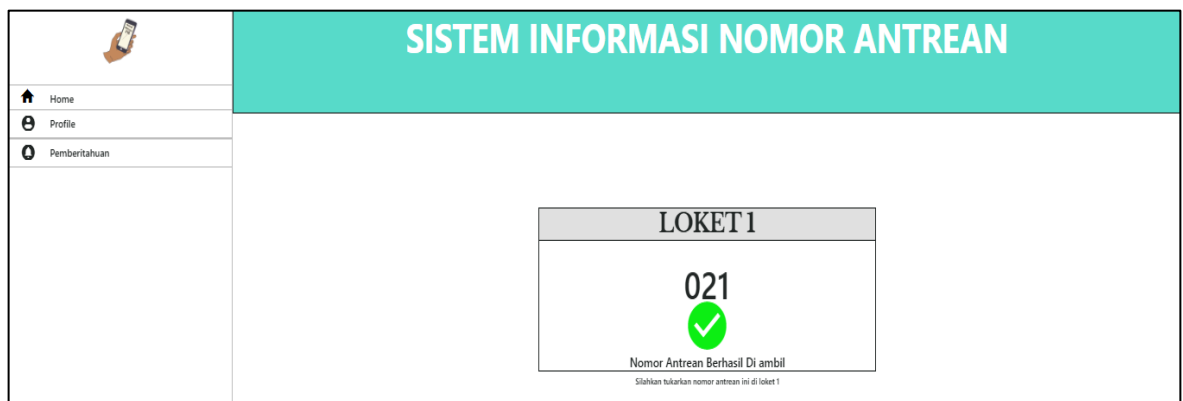 SISTEM INFORMASI NOMOR ANTREAN
Home
Profile
Pemberitahuan
LOKET 1
021
Nomor Antrean Berhasil Di ambil
Silahkan tukarkan nomor antrean ini di loket 1